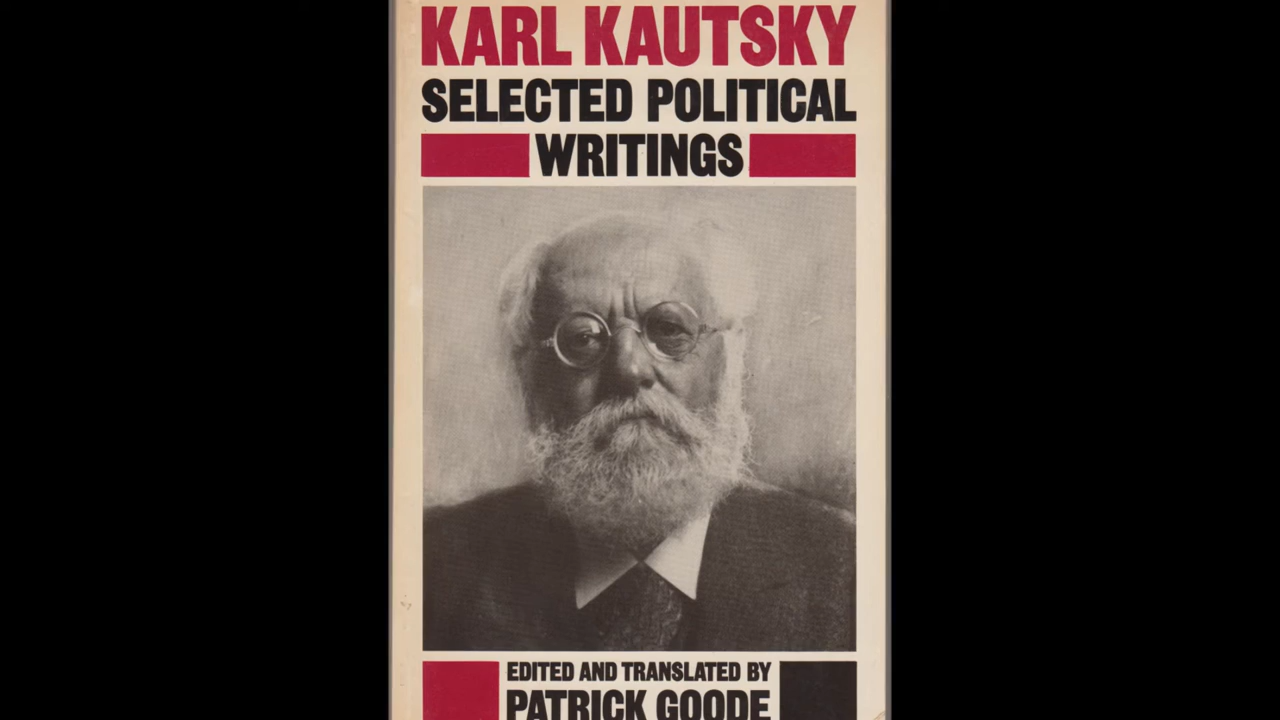 KARL KAUTSKY
SELECTED POLITICAL
WRITINGS
EDITED AND TRANSLATED BY
PATRICK GOODE